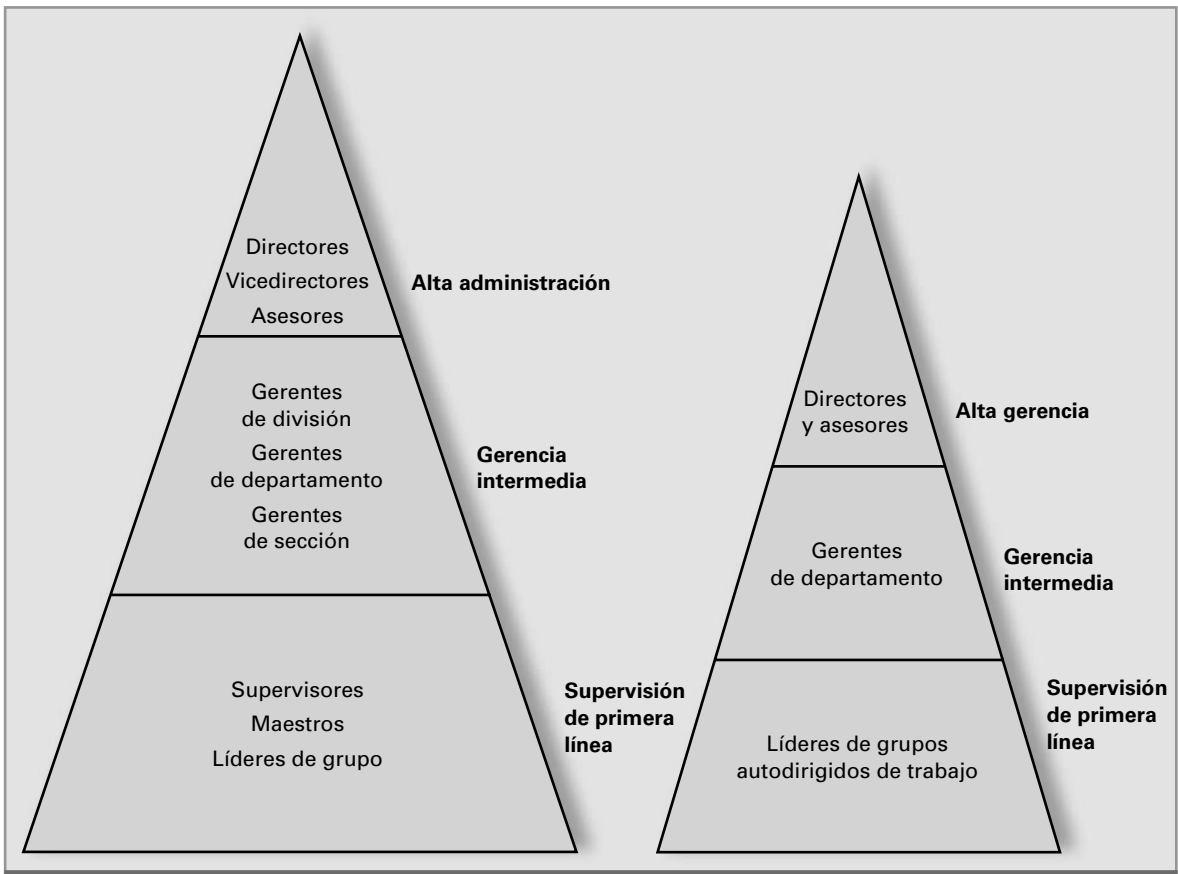 Directores
Vicedirectores
Asesores
Alta administración
Gerentes
de división
Gerentes
de departamento
Gerentes
de sección
Gerencia
intermedia
Supervisores
Maestros
Líderes de grupo
Supervisión
de primera
línea
Directores
y asesores
Alta gerencia
Gerentes
de departamento
Gerencia
intermedia
Líderes de grupos
autodirigidos de trabajo
Supervisión
de primera
línea